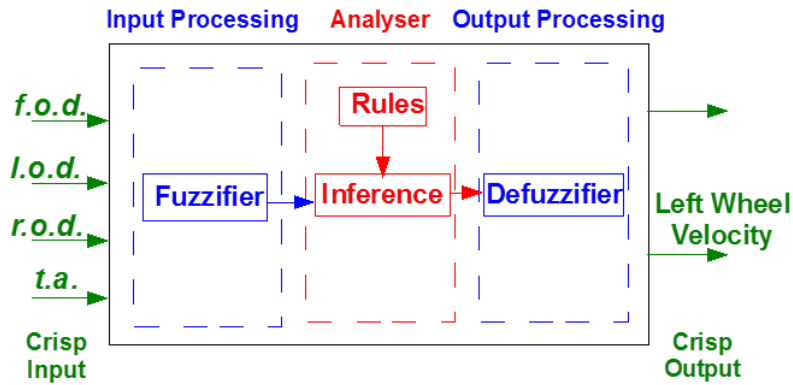 Input Processing
Analyser
Output Processing
f.o.d.
l.o.d.
r.o.d.
t.a.
Rules
Fuzzifier
Inference
Defuzzifier
Left Wheel
Velocity
Crisp
Input
Crisp
Output